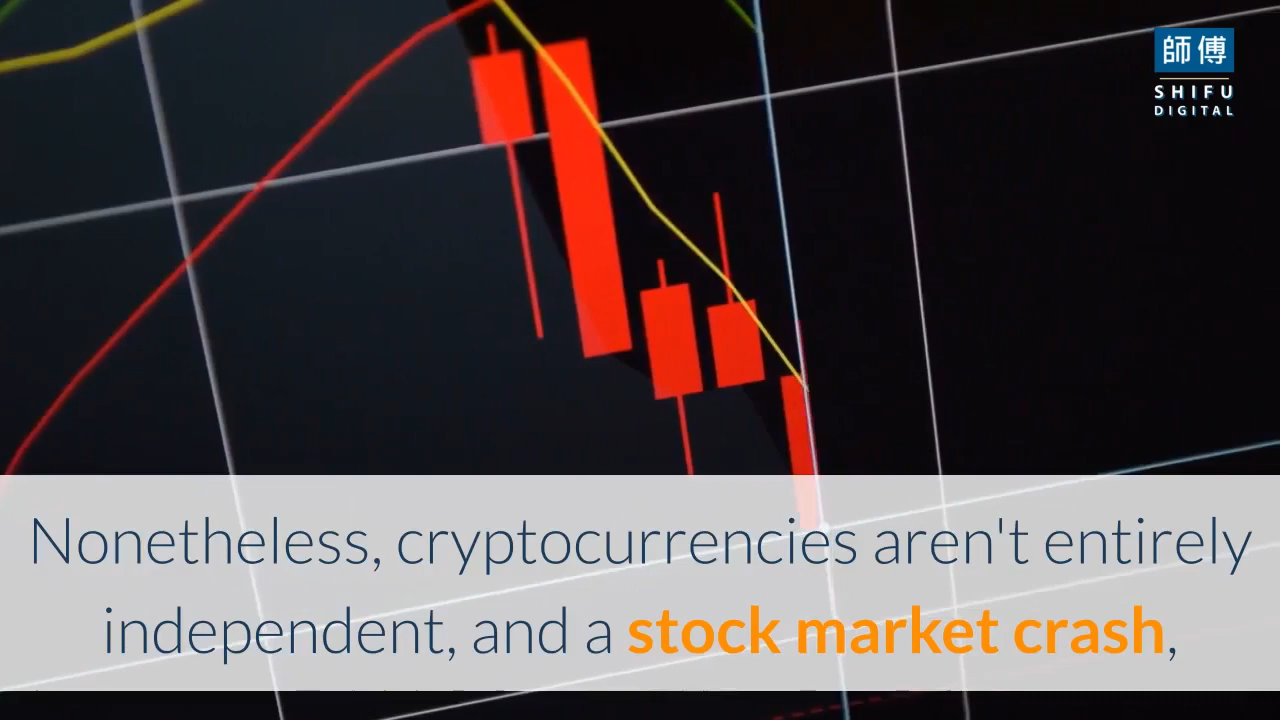 師傅
SHIFU
DIGITAL
Nonetheless, cryptocurrencies aren't entirely
independent, and a stock market crash,